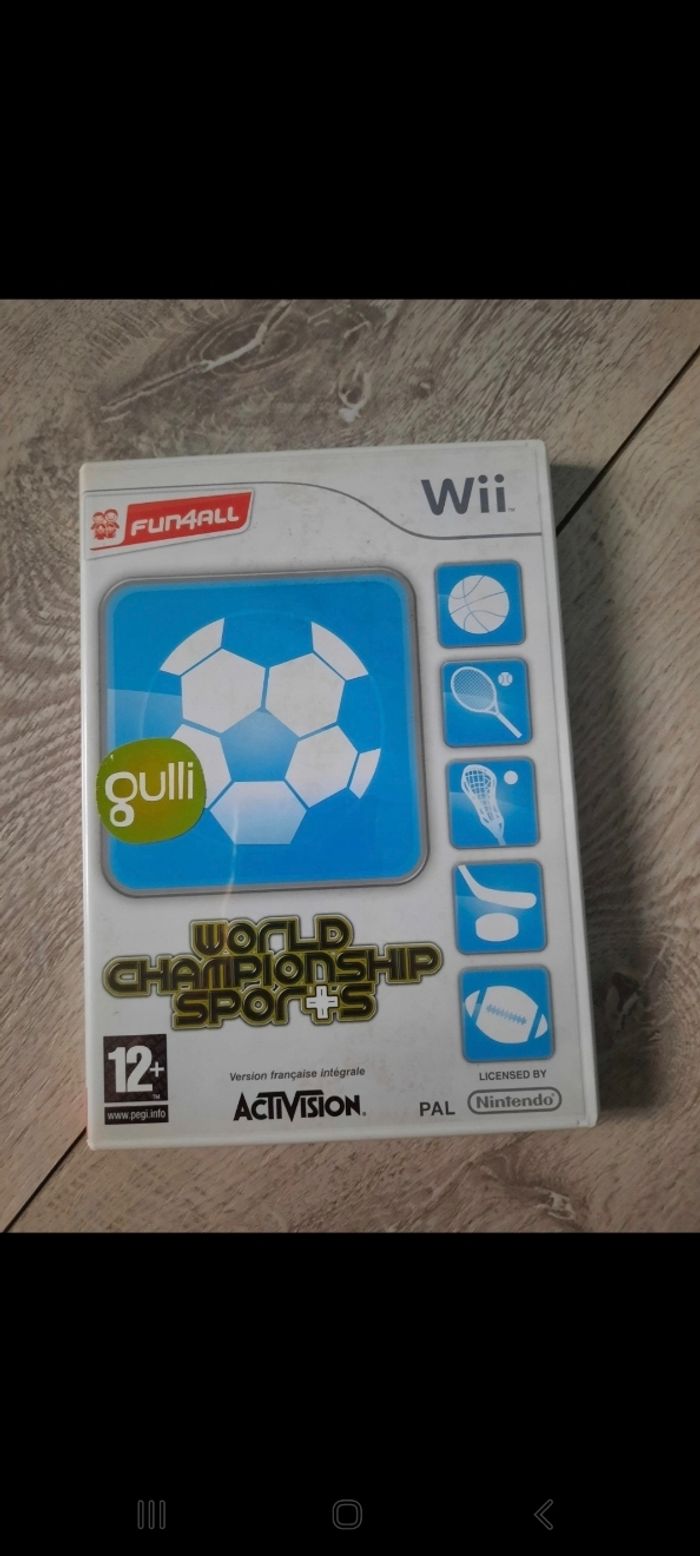 FUN4ALL
Wii
gulli
WORLD
CHAMPIONSHIP
SPORTS
12+
www.pegi.info
Version française intégrale
ACTIVISION
PAL
LICENSED BY
Nintendo